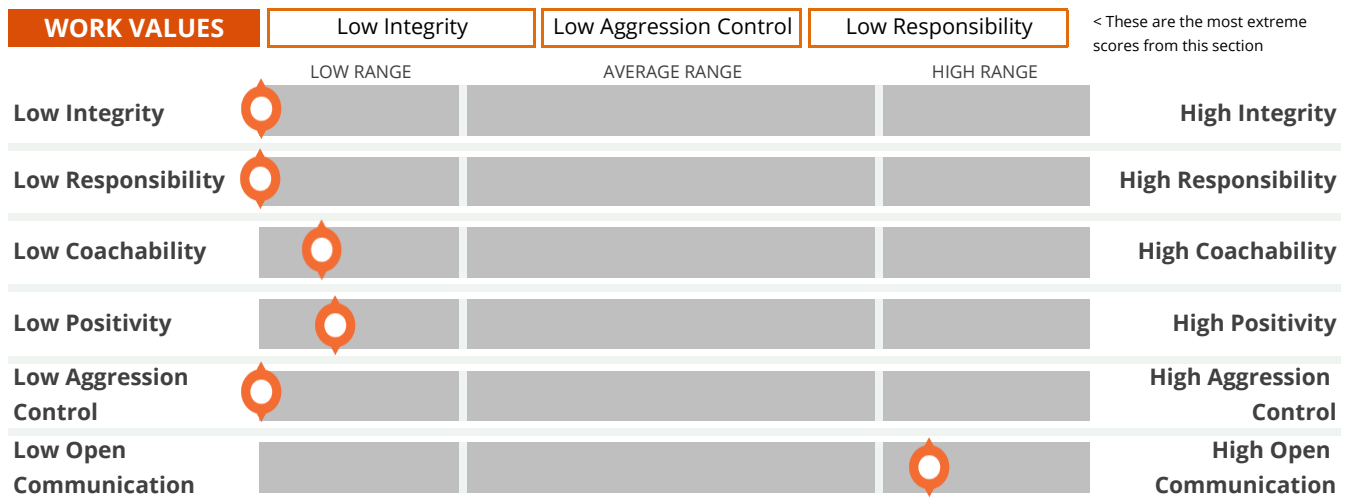 WORK VALUES Low Integrity Low Aggression Control Low Responsibility < These are the most extreme
scores from this section
LOW RANGE AVERAGE RANGE HIGH RANGE
Low Integrity High Integrity
Low Responsibility High Responsibility
Low Coachability High Coachability
Low Positivity High Positivity
Low Aggression
Control
High Aggression
Control
Low Open
Communication
High Open
Communication